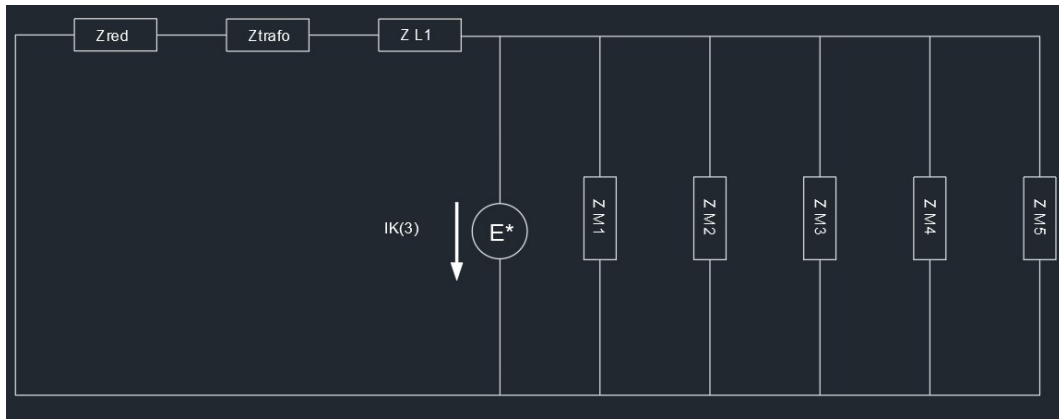 Zred
Ztrafo
Z L1
IK(3)
E*
Z M1
Z M2
Z M3
Z M4
Z M5